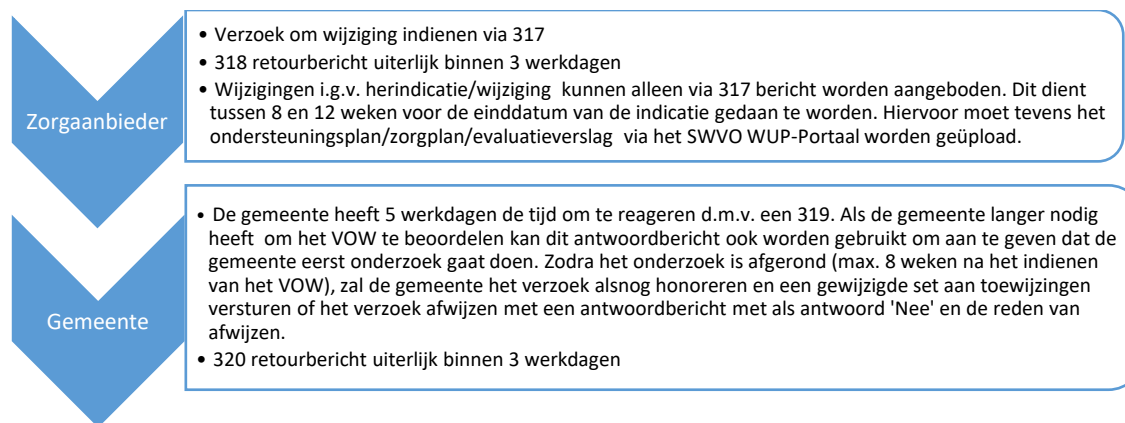 Zorgaanbieder
• Verzoek om wijziging indienen via 317
• 318 retourbericht uiterlijk binnen 3 werkdagen
• Wijzigingen i.g.v. herindicatie/wijziging kunnen alleen via 317 bericht worden aangeboden. Dit dient
tussen 8 en 12 weken voor de einddatum van de indicatie gedaan te worden. Hiervoor moet tevens het
ondersteuningsplan/zorgplan/evaluatieverslag via het SWVO WUP-Portaal worden geüpload.
Gemeente
• De gemeente heeft 5 werkdagen de tijd om te reageren d.m.v. een 319. Als de gemeente langer nodig
heeft om het VOW te beoordelen kan dit antwoordbericht ook worden gebruikt om aan te geven dat de
gemeente eerst onderzoek gaat doen. Zodra het onderzoek is afgerond (max. 8 weken na het indienen
van het VOW), zal de gemeente het verzoek alsnog honoreren en een gewijzigde set aan toewijzingen
versturen of het verzoek afwijzen met een antwoordbericht met als antwoord 'Nee' en de reden van
afwijzen.
• 320 retourbericht uiterlijk binnen 3 werkdagen